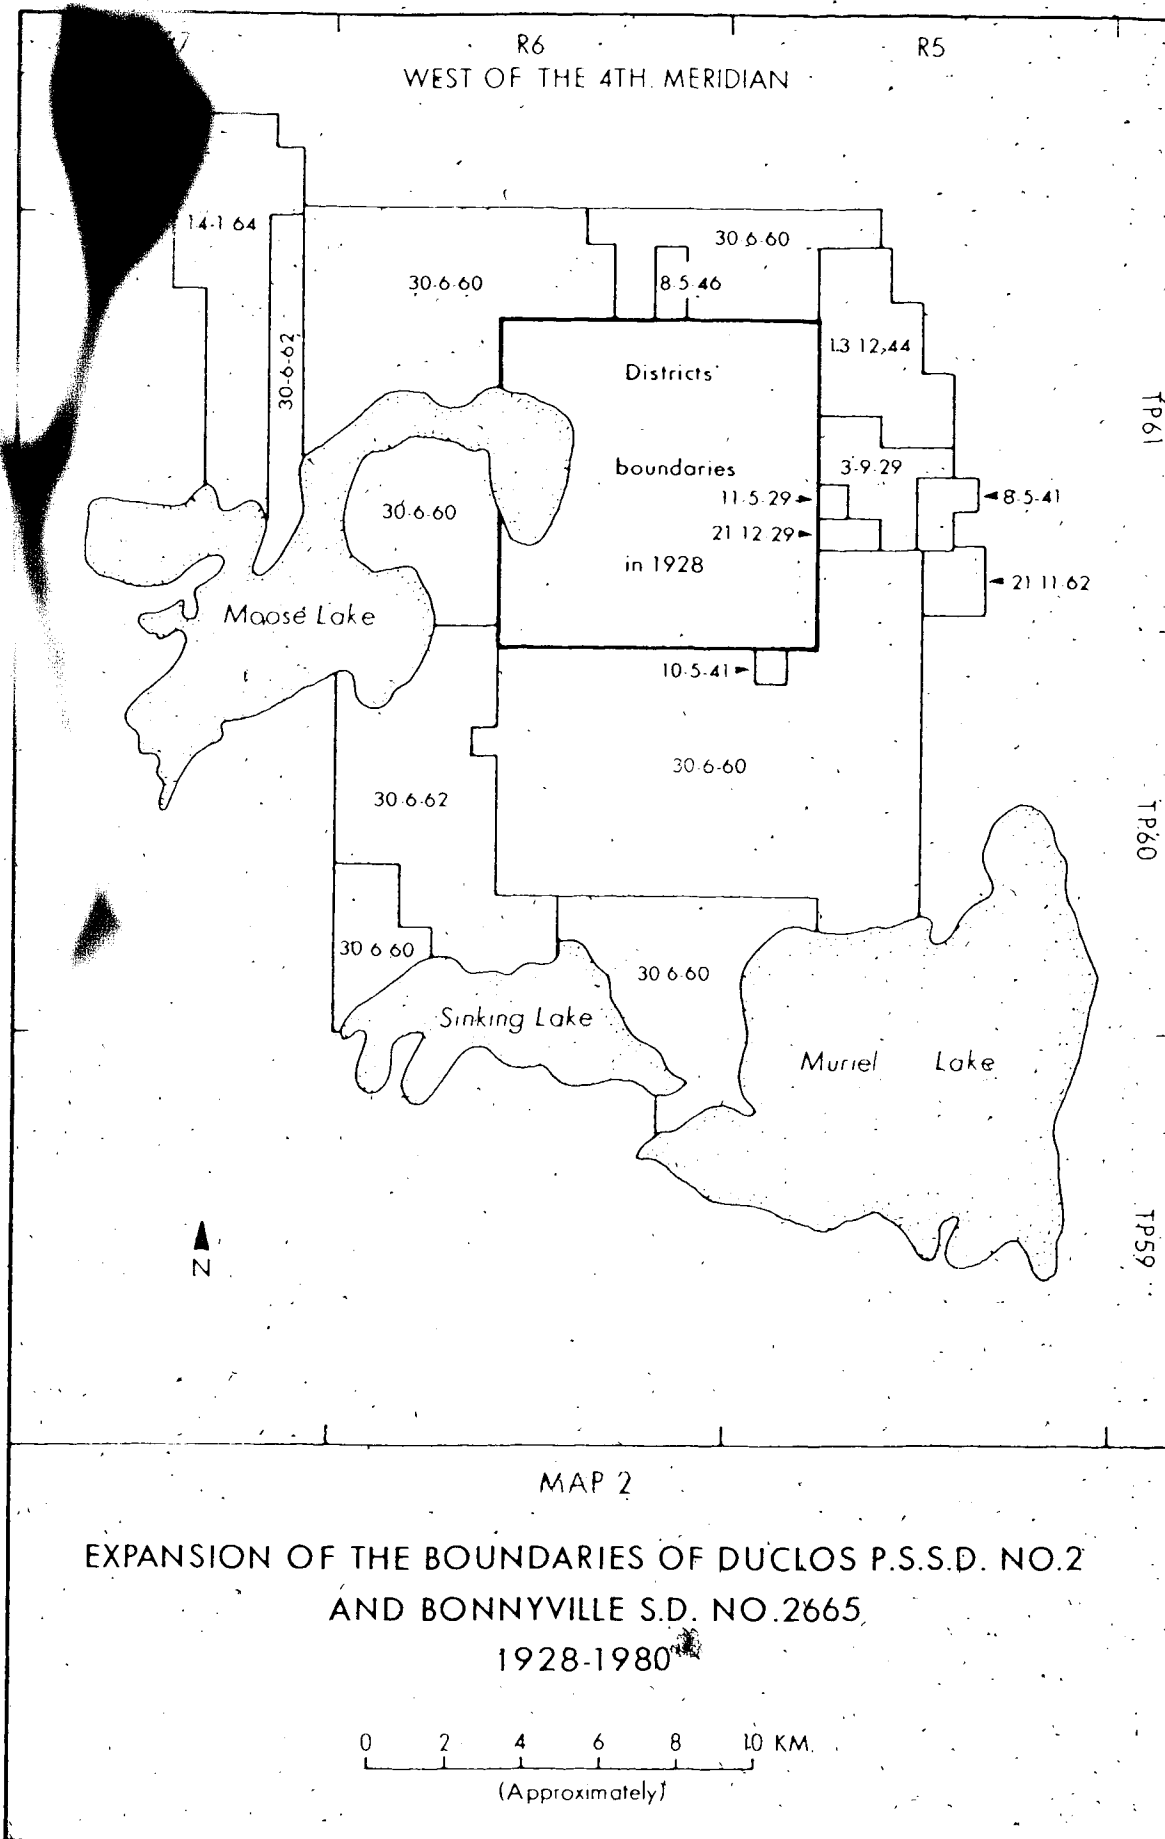 R6
R5
WEST OF THE 4TH. MERIDIAN
14-1 64
30 6-60
30-6-60
8-5-46
30-6-62
13 12,44
Districts'
TP.61
boundaries
3-9-29
11-5-29
8-5-41
30-6-60
21 12-29
in 1928
21 11-62
Moose Lake
10-5-41
30-6-60
30-6-62
TP.60
30 6 60
30 6-60
Sinking Lake
Muriel Lake
TP59
N
MAP 2
EXPANSION OF THE BOUNDARIES OF DUCLOS P.S.S.D. NO.2
AND BONNYVILLE S.D. NO.2665
1928-1980
0 2 4 6 8 10 KM.
(Approximately)